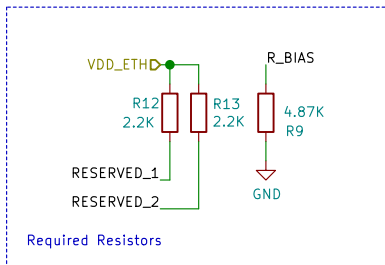 VDD_ETH
R_BIAS
R12
2.2K
R13
2.2K
4.87K
R9
RESERVED_1
RESERVED_2
GND
Required Resistors